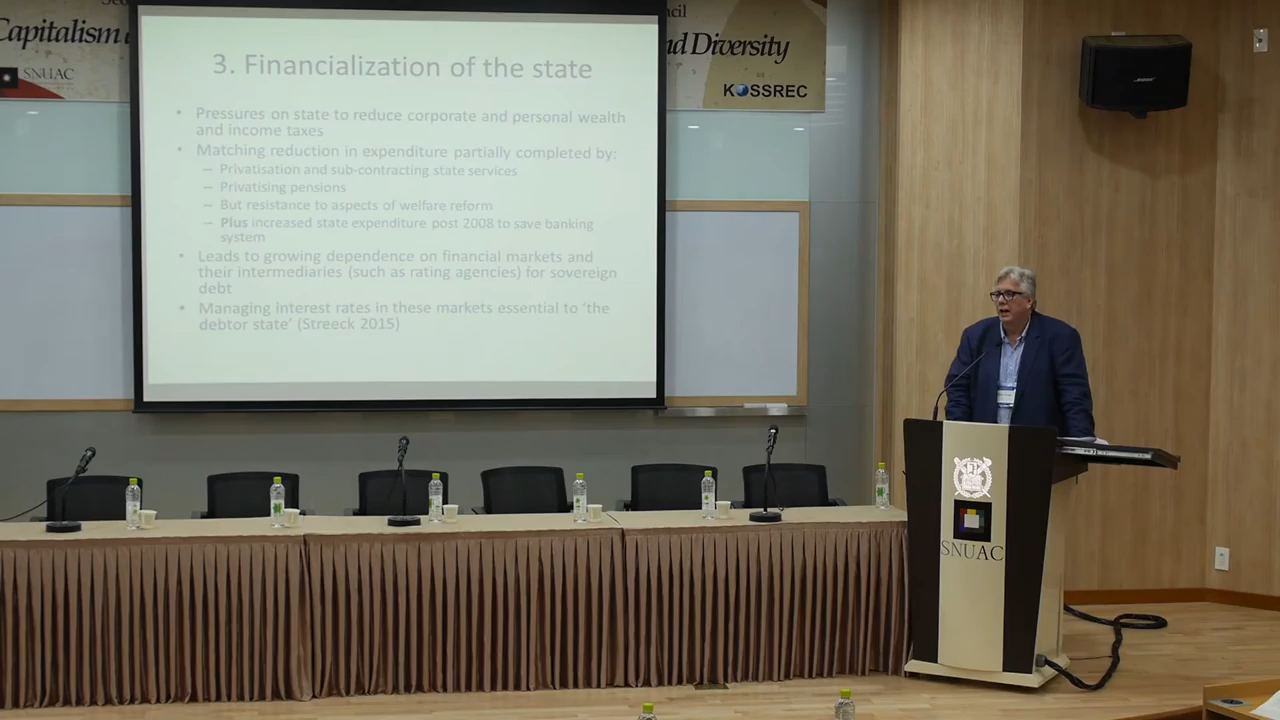 Capitalism
nd Diversity
SNUAC
KOSSREC
3. Financialization of the state
• Pressures on state to reduce corporate and personal wealth
and income taxes
• Matching reduction in expenditure partially completed by:
– Privatisation and sub-contracting state services
– Privatising pensions
– But resistance to aspects of welfare reform
– Plus increased state expenditure post 2008 to save banking
system
• Leads to growing dependence on financial markets and
their intermediaries (such as rating agencies) for sovereign
debt
• Managing interest rates in these markets essential to ‘the
debtor state’ (Streeck 2015)
BOSE
SNUAC